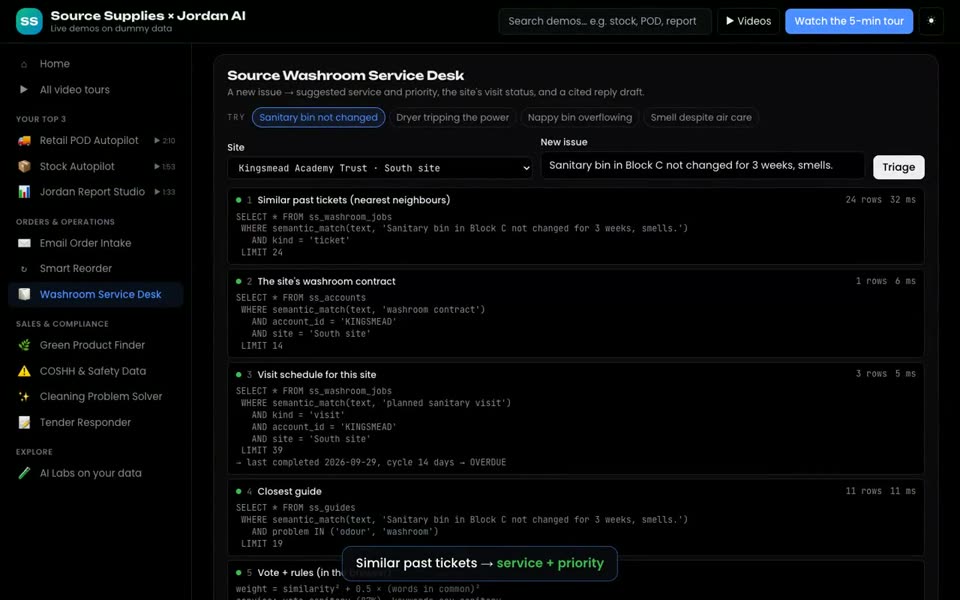 SS
Source Supplies × Jordan AI
Live demos on dummy data
Search demos... e.g. stock, POD, report
▶ Videos
Watch the 5-min tour
Home
All video tours
YOUR TOP 3
Retail POD Autopilot ▶ 2:10
Stock Autopilot ▶ 1:53
Jordan Report Studio ▶ 1:33
ORDERS & OPERATIONS
Email Order Intake
Smart Reorder
Washroom Service Desk
SALES & COMPLIANCE
Green Product Finder
COSHH & Safety Data
Cleaning Problem Solver
Tender Responder
EXPLORE
AI Labs on your data
Source Washroom Service Desk
A new issue → suggested service and priority, the site's visit status, and a cited reply draft.
TRY Sanitary bin not changed Dryer tripping the power Nappy bin overflowing Smell despite air care
Site
New issue
Kingsmead Academy Trust · South site
Sanitary bin in Block C not changed for 3 weeks, smells.
Triage
1 Similar past tickets (nearest neighbours) 24 rows 32 ms
SELECT * FROM ss_washroom_jobs
WHERE semantic_match(text, 'Sanitary bin in Block C not changed for 3 weeks, smells.')
AND kind = 'ticket'
LIMIT 24
2 The site's washroom contract 1 rows 6 ms
SELECT * FROM ss_accounts
WHERE semantic_match(text, 'washroom contract')
AND account_id = 'KINGSMEAD'
AND site = 'South site'
LIMIT 14
3 Visit schedule for this site 3 rows 5 ms
SELECT * FROM ss_washroom_jobs
WHERE semantic_match(text, 'planned sanitary visit')
AND kind = 'visit'
AND account_id = 'KINGSMEAD'
AND site = 'South site'
LIMIT 39
→ last completed 2026-09-29, cycle 14 days → OVERDUE
4 Closest guide 11 rows 11 ms
SELECT * FROM ss_guides
WHERE semantic_match(text, 'Sanitary bin in Block C not changed for 3 weeks, smells.')
AND problem IN ('odour', 'washroom')
LIMIT 19
Similar past tickets → service + priority
5 Vote + rules (in the
weight = similarity² + 0.5 × (words in common)²